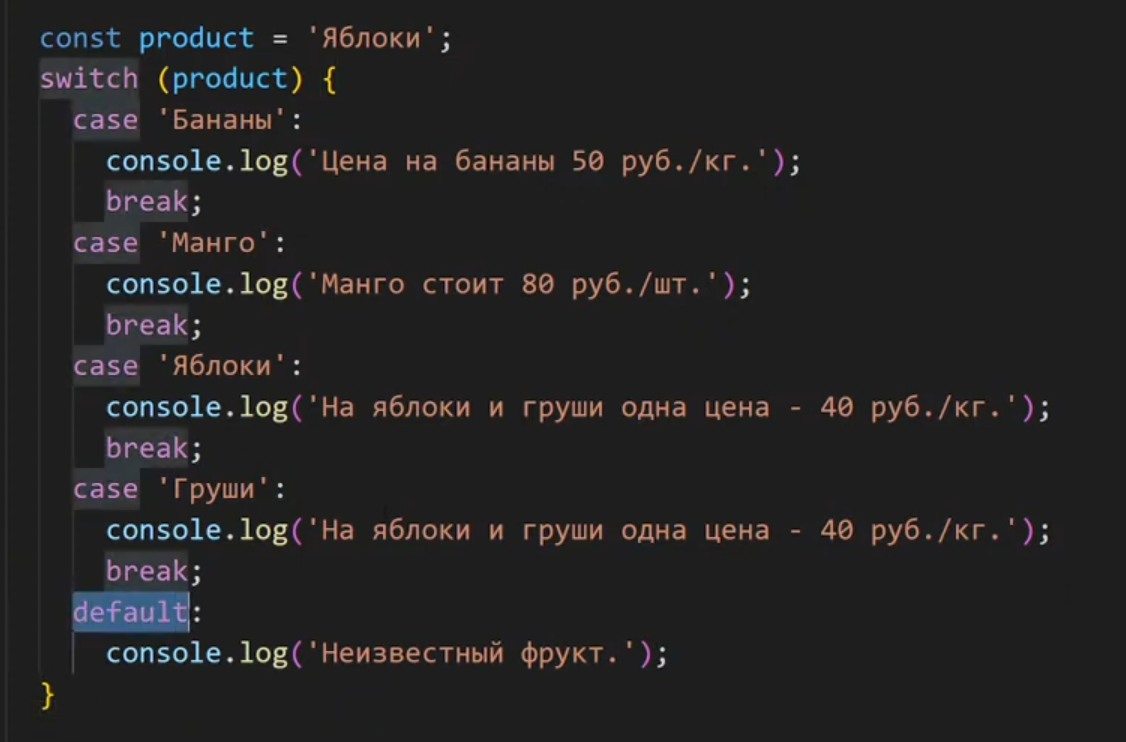 const product = 'Яблоки';
switch (product) {
case 'Бананы':
console.log('Цена на бананы 50 руб./кг.');
break;
case 'Манго':
console.log('Манго стоит 80 руб./шт.');
break;
case 'Яблоки':
console.log('На яблоки и груши одна цена - 40 руб./кг.');
break;
case 'Груши':
console.log('На яблоки и груши одна цена - 40 руб./кг.');
break;
default:
console.log('Неизвестный фрукт.');
}